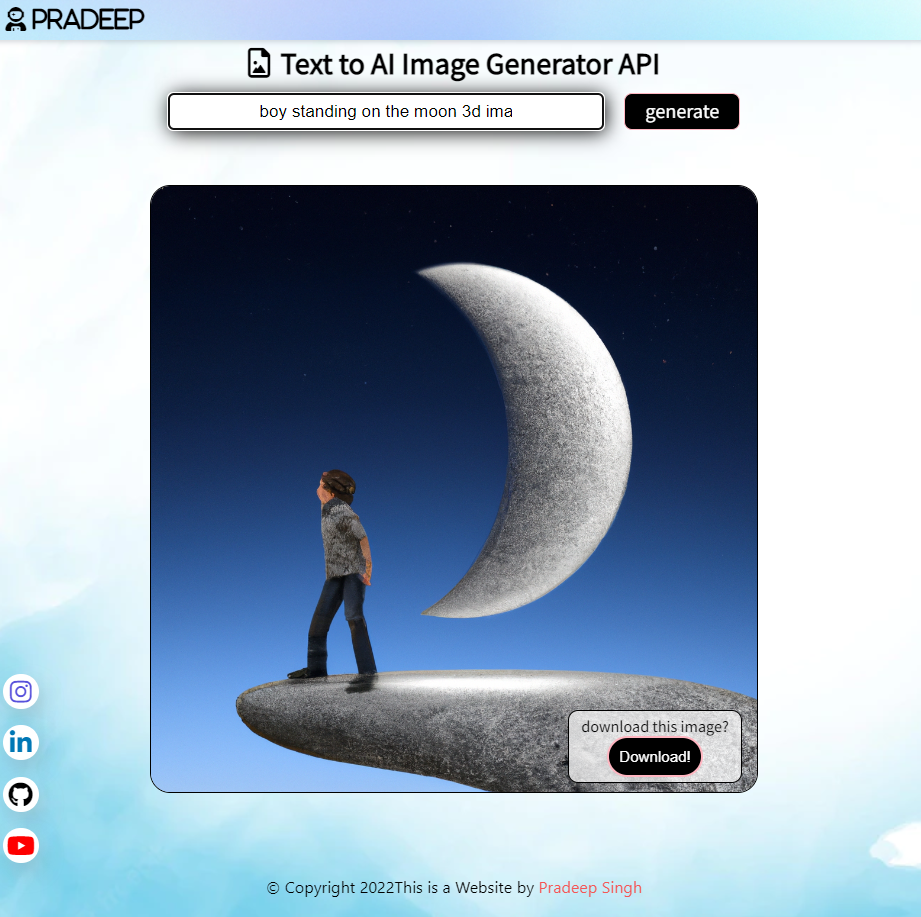 PRADEEP
Text to AI Image Generator API
boy standing on the moon 3d ima
generate
download this image?
Download!
© Copyright 2022This is a Website by Pradeep Singh